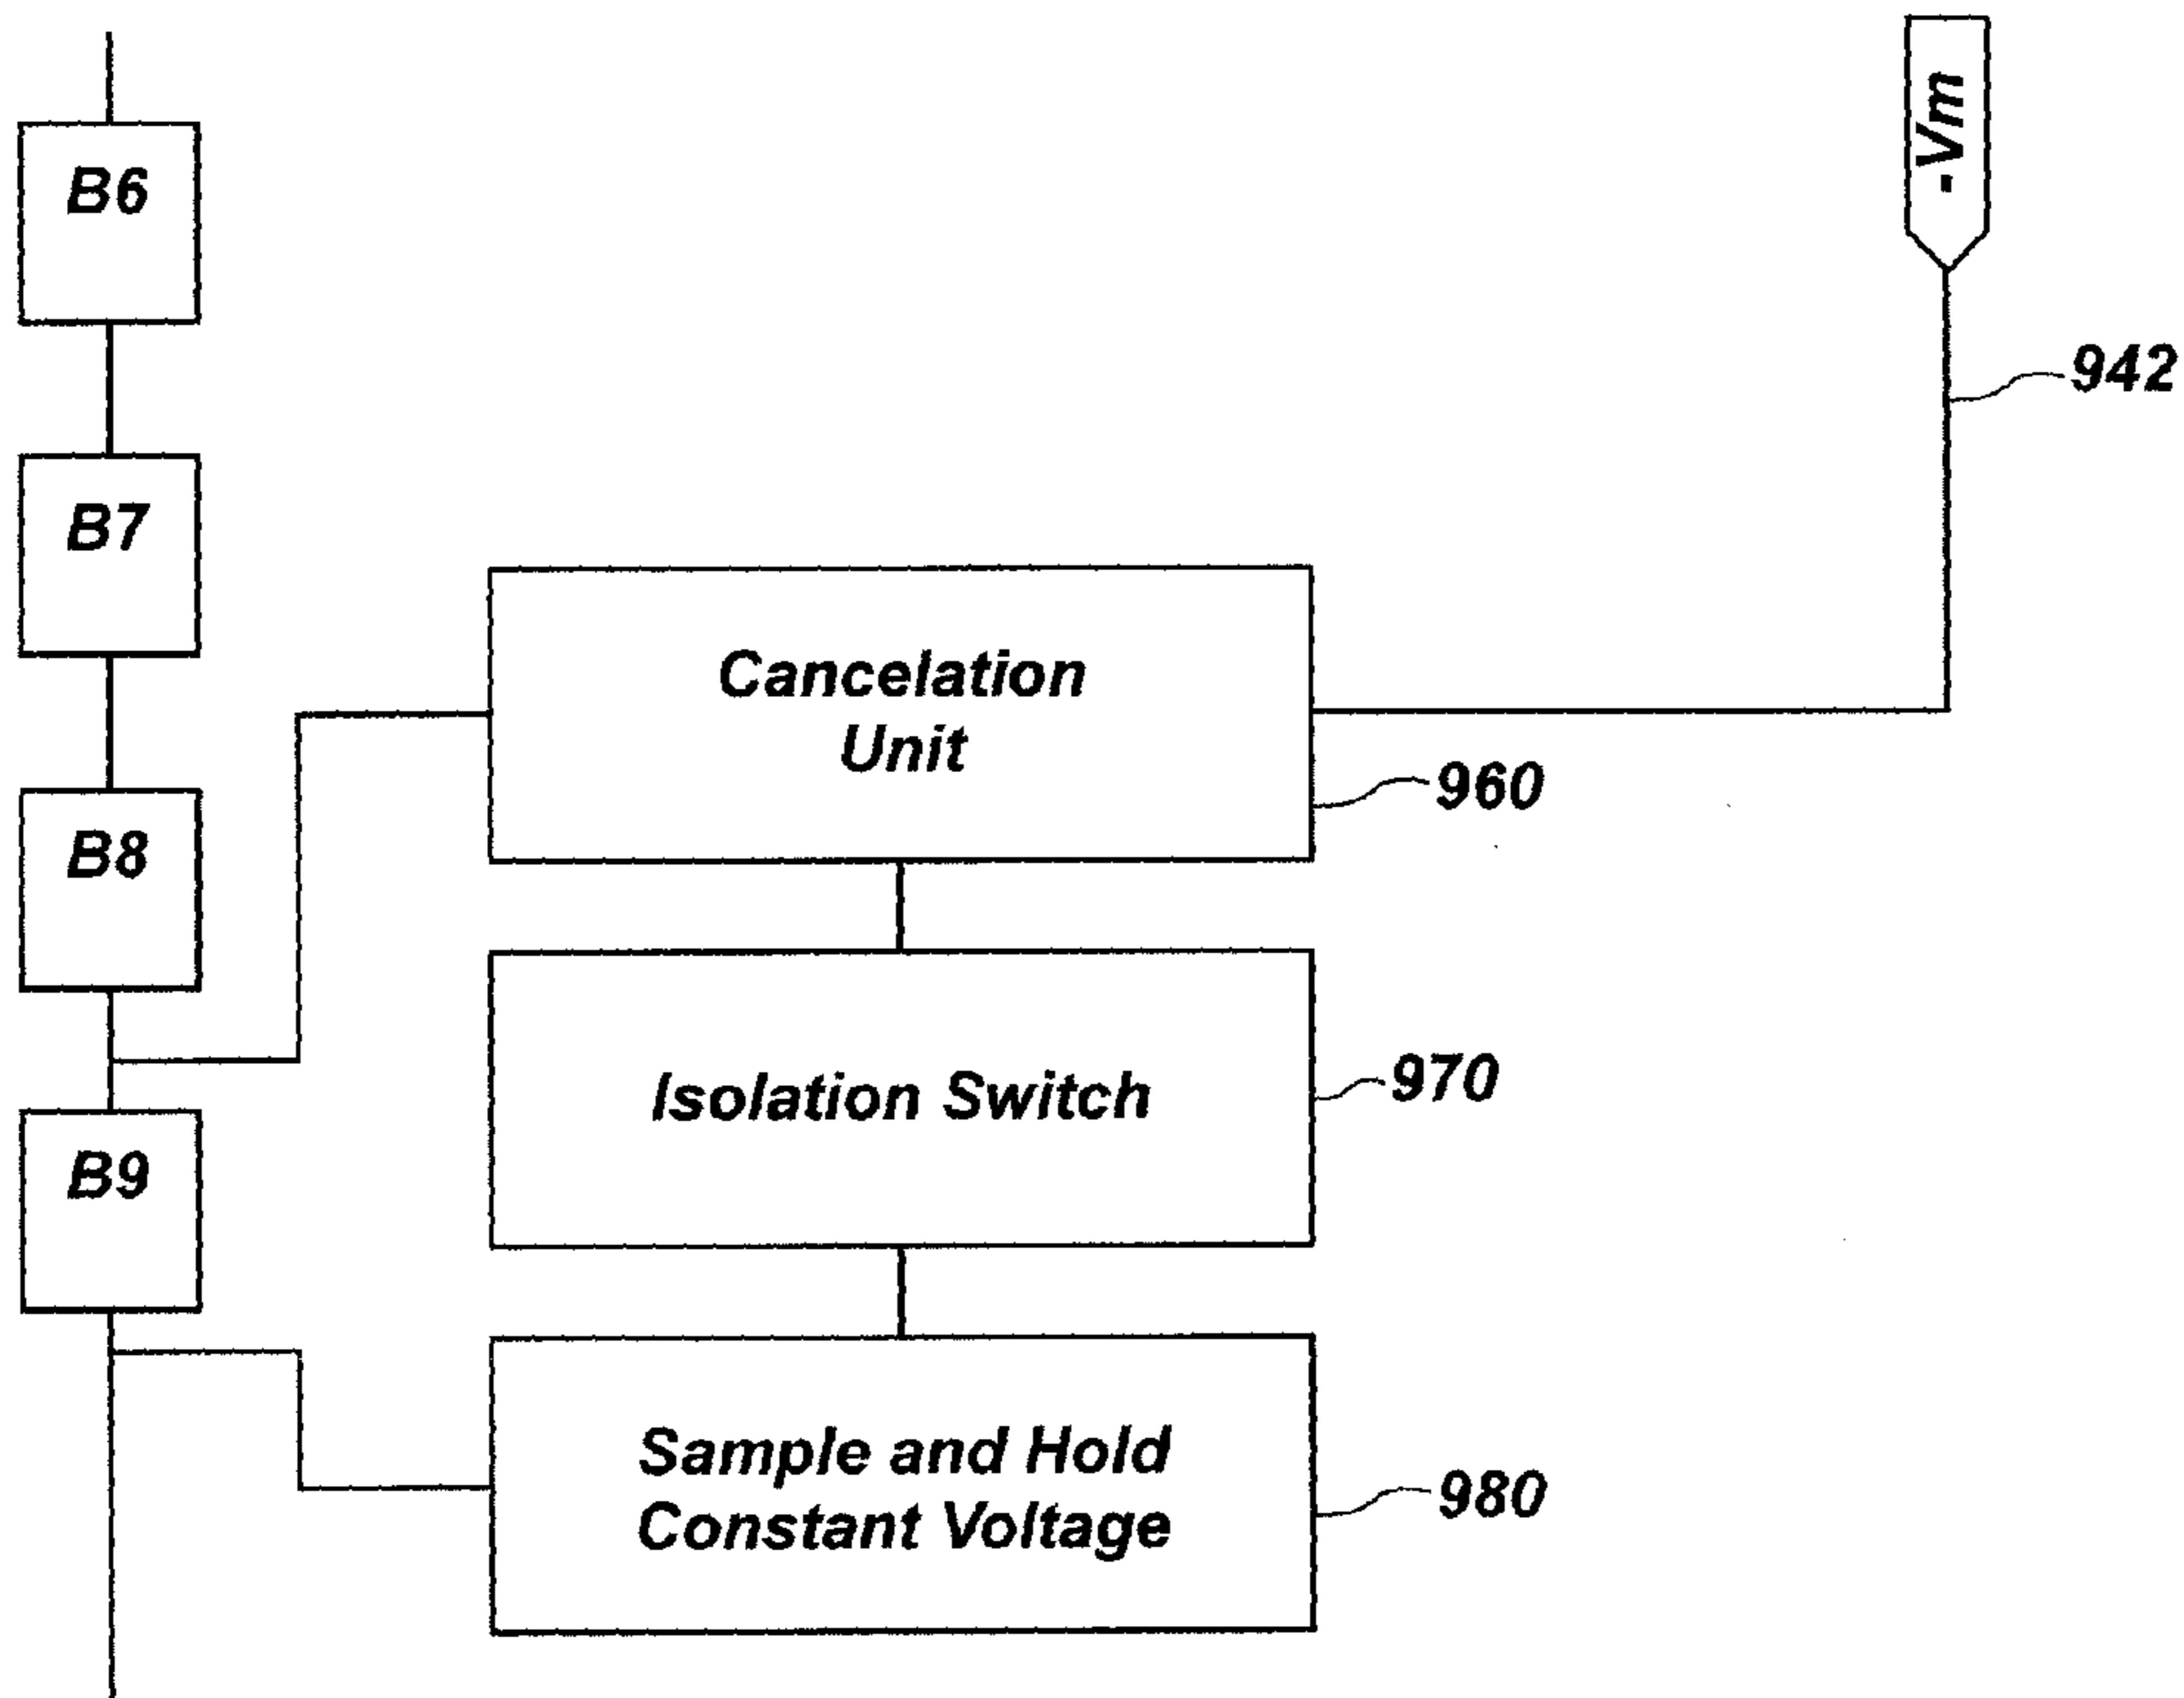 B6
-Vm
942
B7
Cancelation
Unit
960
B8
Isolation Switch
970
B9
Sample and Hold
Constant Voltage
980